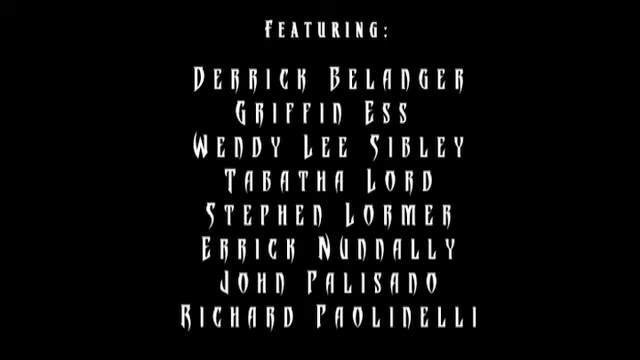 Featuring:
Derrick Belanger
Griffin Ess
Wendy Lee Sibley
Tabatha Lord
Stephen Lormer
Errick Nunnally
John Palisano
Richard Paolinelli